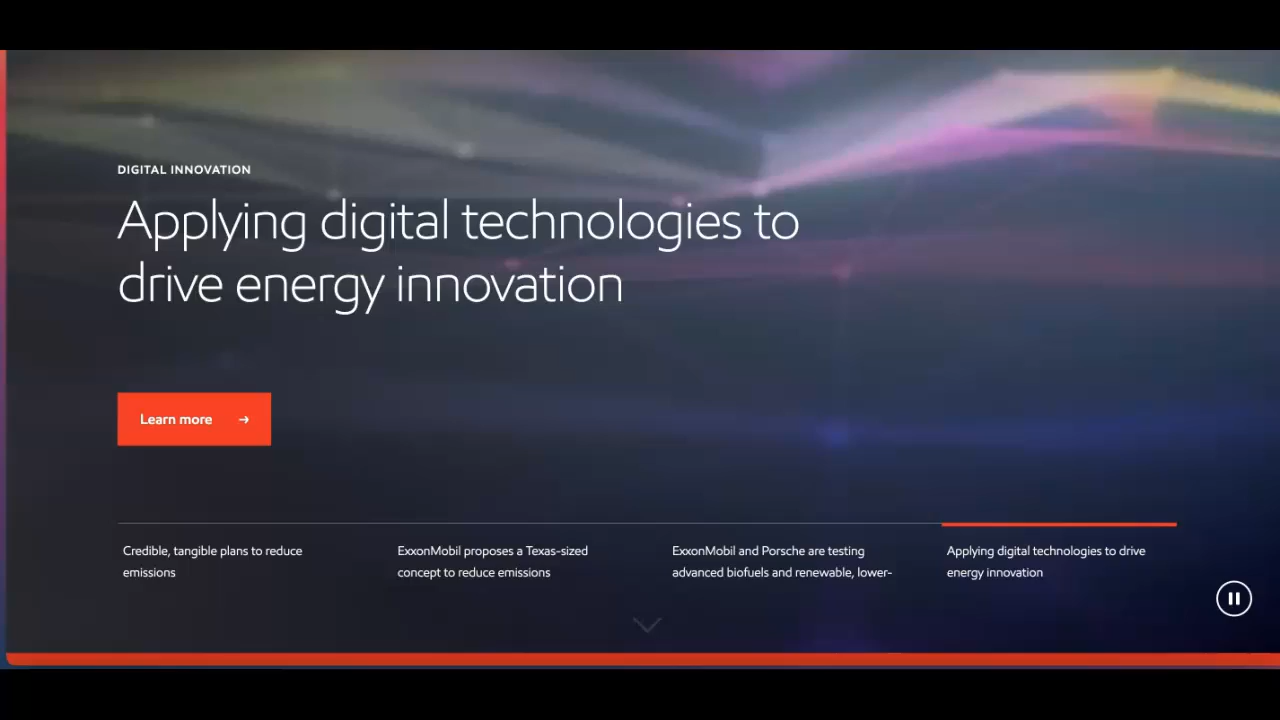 DIGITAL INNOVATION
Applying digital technologies to
drive energy innovation
Learn more →
Credible, tangible plans to reduce
emissions
ExxonMobil proposes a Texas-sized
concept to reduce emissions
ExxonMobil and Porsche are testing
advanced biofuels and renewable, lower-
Applying digital technologies to drive
energy innovation